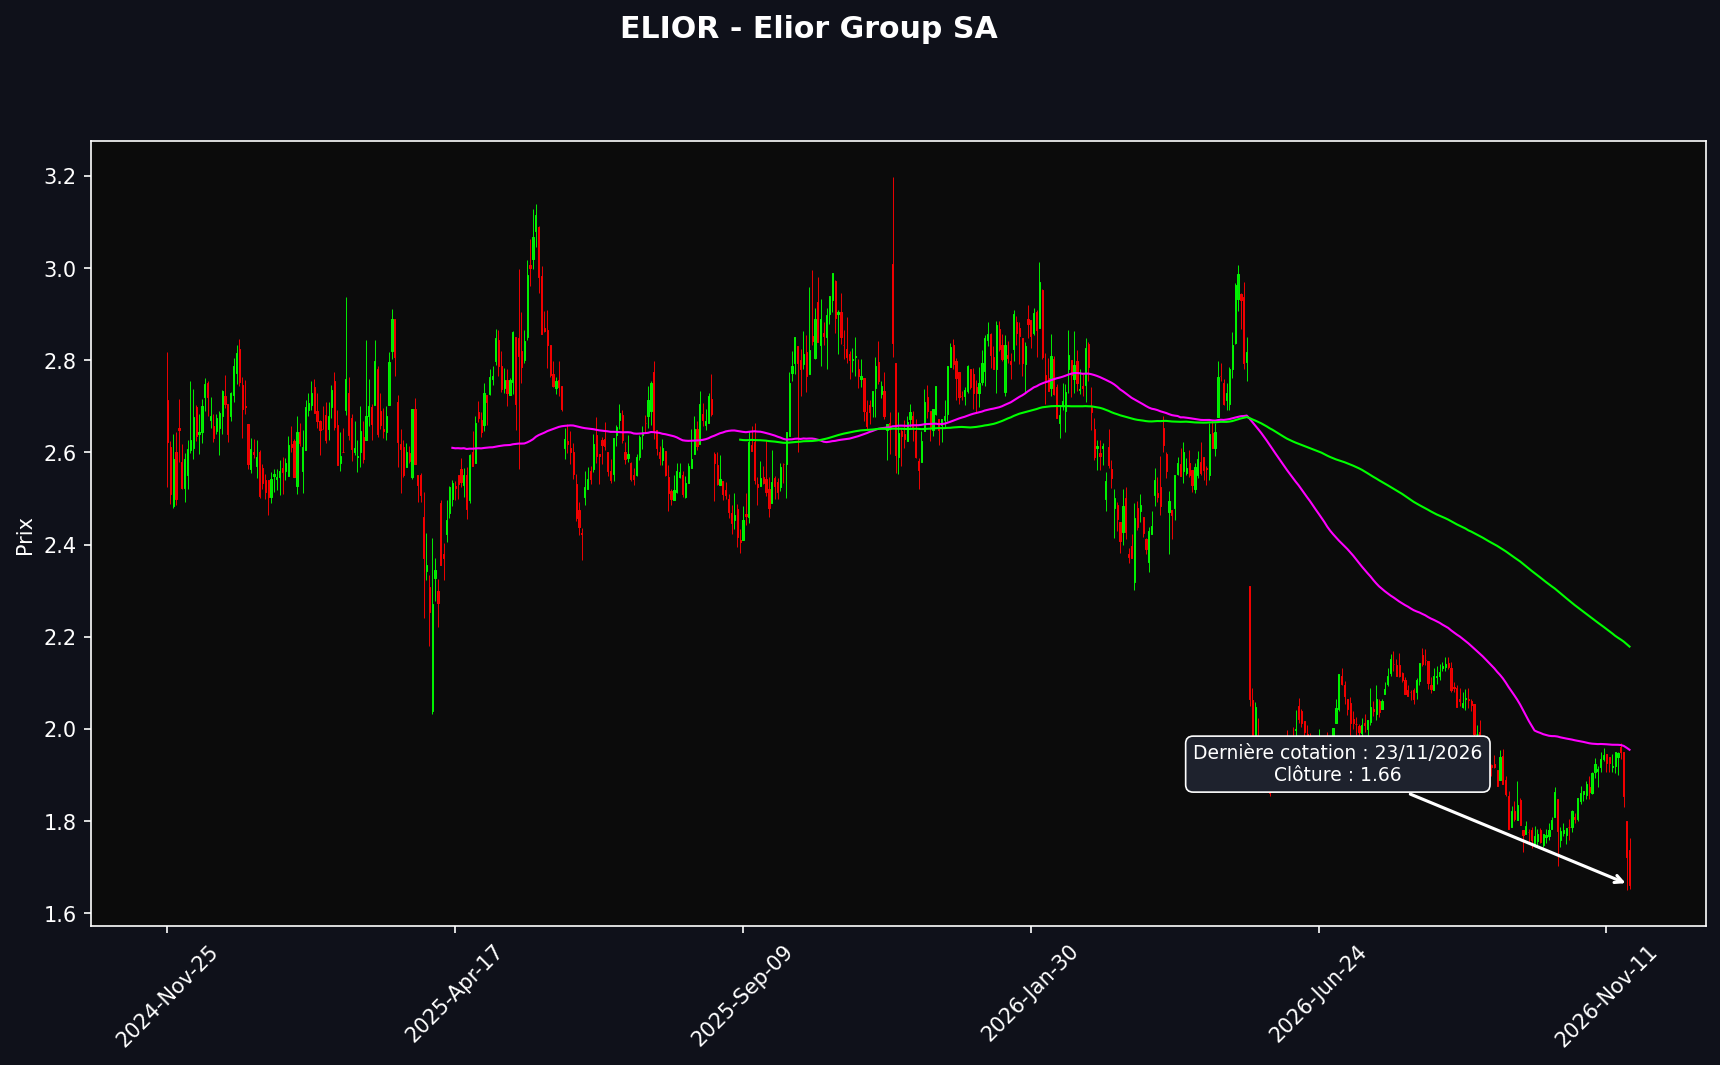 ELIOR - Elior Group SA
Prix
3.2
3.0
2.8
2.6
2.4
2.2
2.0
1.8
1.6
Dernière cotation : 23/11/2026
Clôture : 1.66
2024-Nov-25
2025-Apr-17
2025-Sep-09
2026-Jan-30
2026-Jun-24
2026-Nov-11